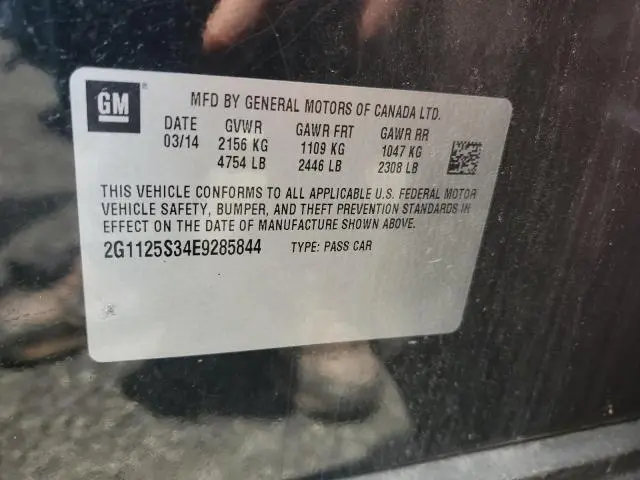 GM ® MFD BY GENERAL MOTORS OF CANADA LTD.
DATE GVWR GAWR FRT GAWR RR
03/14 2156 KG 1109 KG 1047 KG
4754 LB 2446 LB 2308 LB
THIS VEHICLE CONFORMS TO ALL APPLICABLE U.S. FEDERAL MOTOR
VEHICLE SAFETY, BUMPER, AND THEFT PREVENTION STANDARDS IN
EFFECT ON THE DATE OF MANUFACTURE SHOWN ABOVE.
2G1125S34E9285844 TYPE: PASS CAR